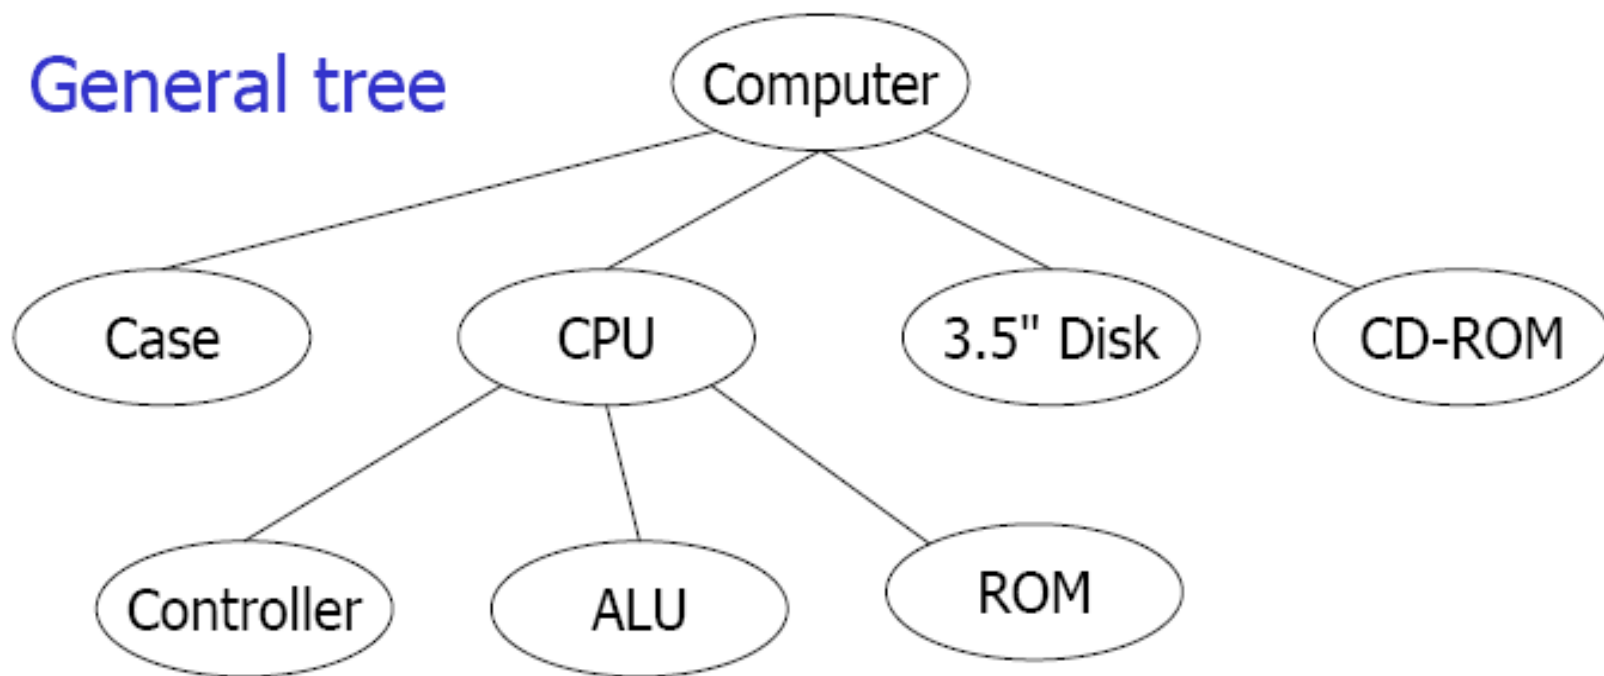 General tree
Computer
Case
CPU
3.5" Disk
CD-ROM
Controller
ALU
ROM